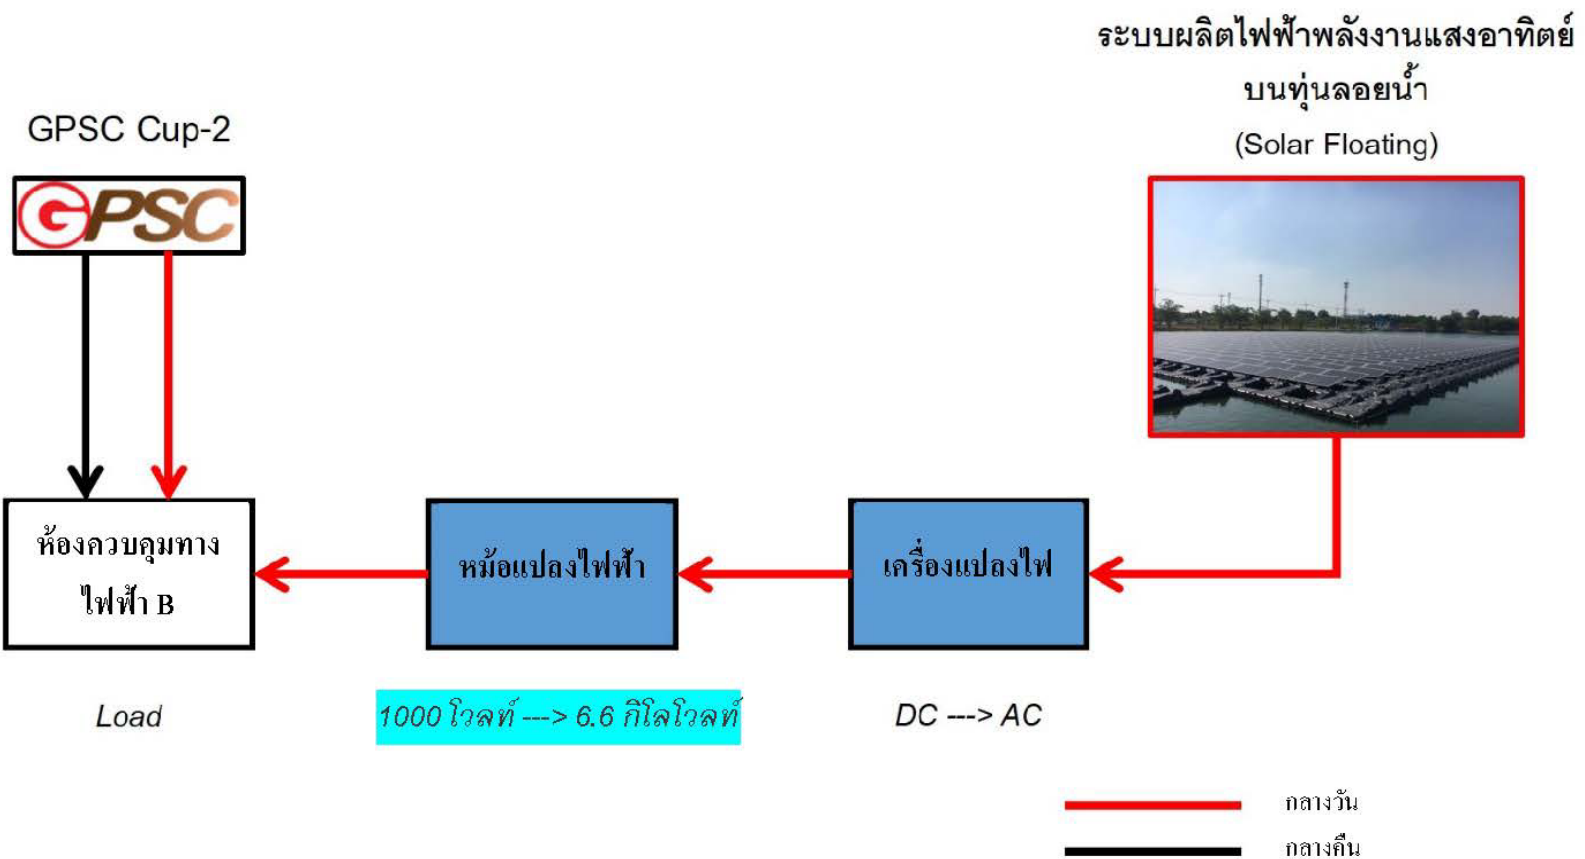 ระบบผลิตไฟฟ้าพลังงานแสงอาทิตย์
บนทุ่นลอยน้ำ
(Solar Floating)
GPSC Cup-2
GPSC
ห้องควบคุมทาง
ไฟฟ้า B
หม้อแปลงไฟฟ้า
เครื่องแปลงไฟ
Load
1000 โวลท์ ---> 6.6 กิโลโวลท์
DC ---> AC
กลางวัน
กลางคืน